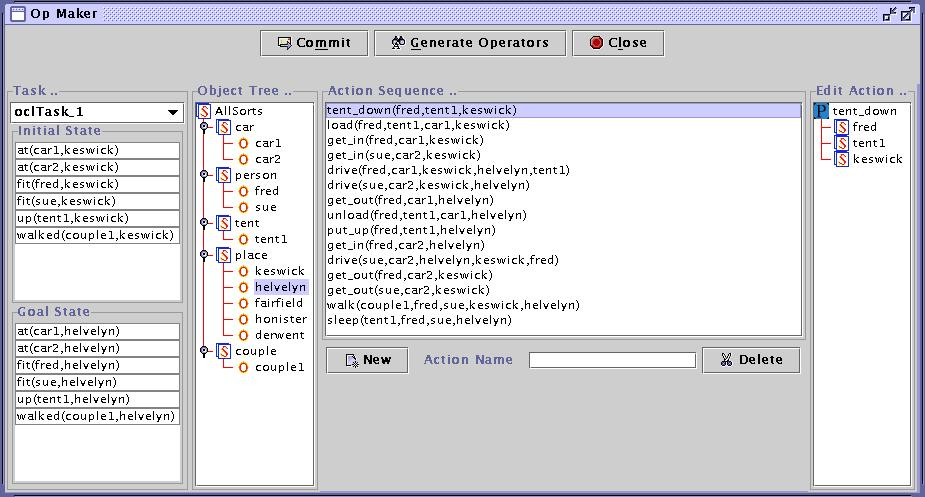 Op Maker
Commit
Generate Operators
Close
Task ..
oclTask_1
Initial State
at(car1,keswick)
at(car2,keswick)
fit(fred,keswick)
fit(sue,keswick)
up(tent1,keswick)
walked(couple1,keswick)
Goal State
at(car1,helvelyn)
at(car2,helvelyn)
fit(fred,helvelyn)
fit(sue,helvelyn)
up(tent1,helvelyn)
walked(couple1,helvelyn)
Object Tree ..
S AllSorts
S car
O car1
O car2
S person
O fred
O sue
S tent
O tent1
S place
O keswick
O helvelyn
O fairfield
O honister
O derwent
S couple
O couple1
Action Sequence ..
tent_down(fred,tent1,keswick)
load(fred,tent1,car1,keswick)
get_in(fred,car1,keswick)
get_in(sue,car2,keswick)
drive(fred,car1,keswick,helvelyn,tent1)
drive(sue,car2,keswick,helvelyn)
get_out(fred,car1,helvelyn)
unload(fred,tent1,car1,helvelyn)
put_up(fred,tent1,helvelyn)
get_in(fred,car2,helvelyn)
drive(sue,car2,helvelyn,keswick,fred)
get_out(fred,car2,keswick)
get_out(sue,car2,keswick)
walk(couple1,fred,sue,keswick,helvelyn)
sleep(tent1,fred,sue,helvelyn)
New
Action Name
Delete
Edit Action ..
P tent_down
S fred
S tent1
S keswick